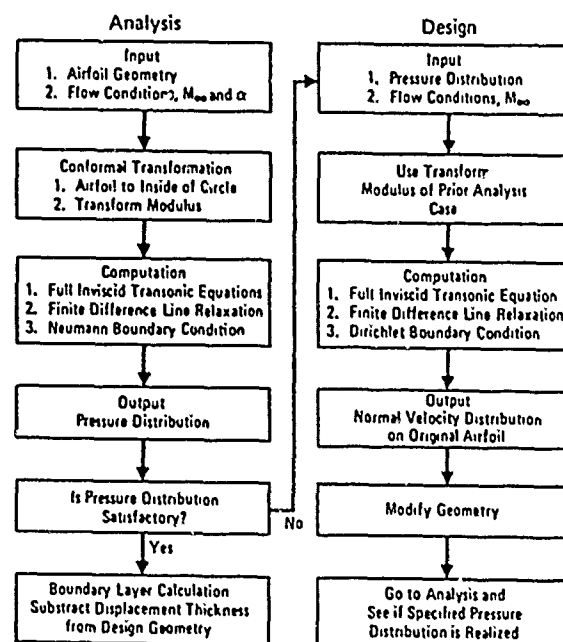 Analysis
Input
1. Airfoil Geometry
2. Flow Conditions, M∞ and α
Conformal Transformation
1. Airfoil to Inside of Circle
2. Transform Modulus
Computation
1. Full Inviscid Transonic Equations
2. Finite Difference Line Relaxation
3. Neumann Boundary Condition
Output
Pressure Distribution
Is Pressure Distribution
Satisfactory?
No
Yes
Boundary Layer Calculation
Substract Displacement Thickness
from Design Geometry
Design
Input
1. Pressure Distribution
2. Flow Conditions, M∞
Use Transform
Modulus of Prior Analysis
Case
Computation
1. Full Inviscid Transonic Equation
2. Finite Difference Line Relaxation
3. Dirichlet Boundary Condition
Output
Normal Velocity Distribution
on Original Airfoil
Modify Geometry
Go to Analysis and
See if Specified Pressure
Distribution is Realized